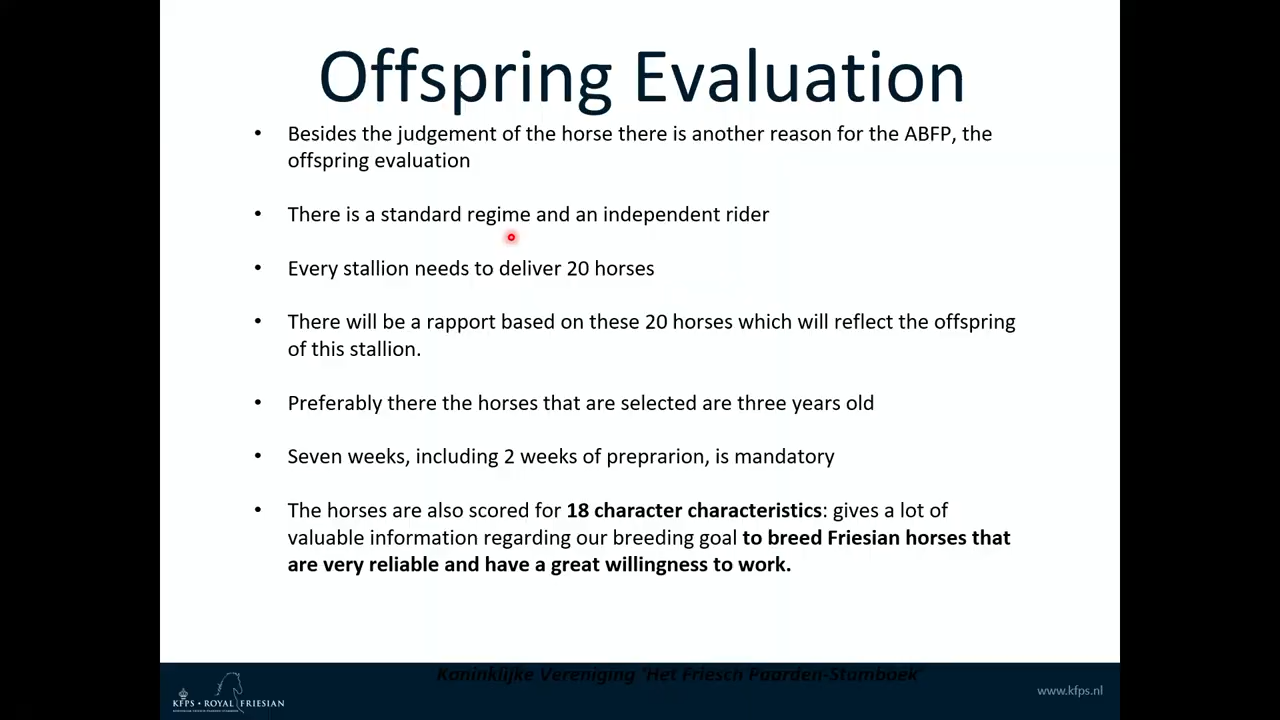 Offspring Evaluation
• Besides the judgement of the horse there is another reason for the ABFP, the
offspring evaluation
• There is a standard regime and an independent rider
• Every stallion needs to deliver 20 horses
• There will be a rapport based on these 20 horses which will reflect the offspring
of this stallion.
• Preferably there the horses that are selected are three years old
• Seven weeks, including 2 weeks of preprarion, is mandatory
• The horses are also scored for 18 character characteristics: gives a lot of
valuable information regarding our breeding goal to breed Friesian horses that
are very reliable and have a great willingness to work.
Koninklijke Vereniging 'Het Friesch Paarden-Stamboek
KFPS • ROYAL FRIESIAN
www.kfps.nl